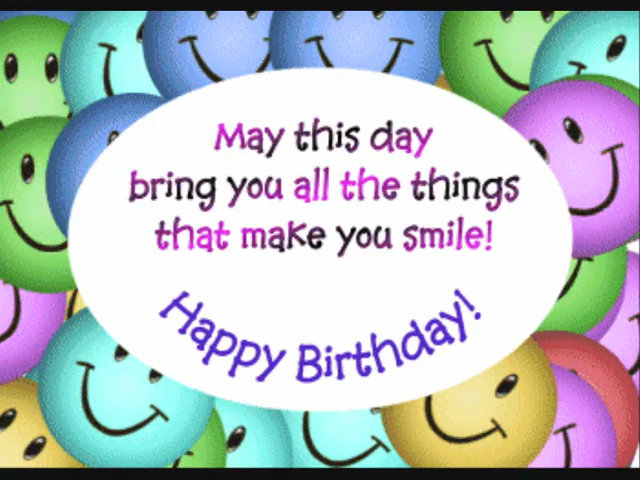 May this day
bring you all the things
that make you smile!
Happy Birthday!